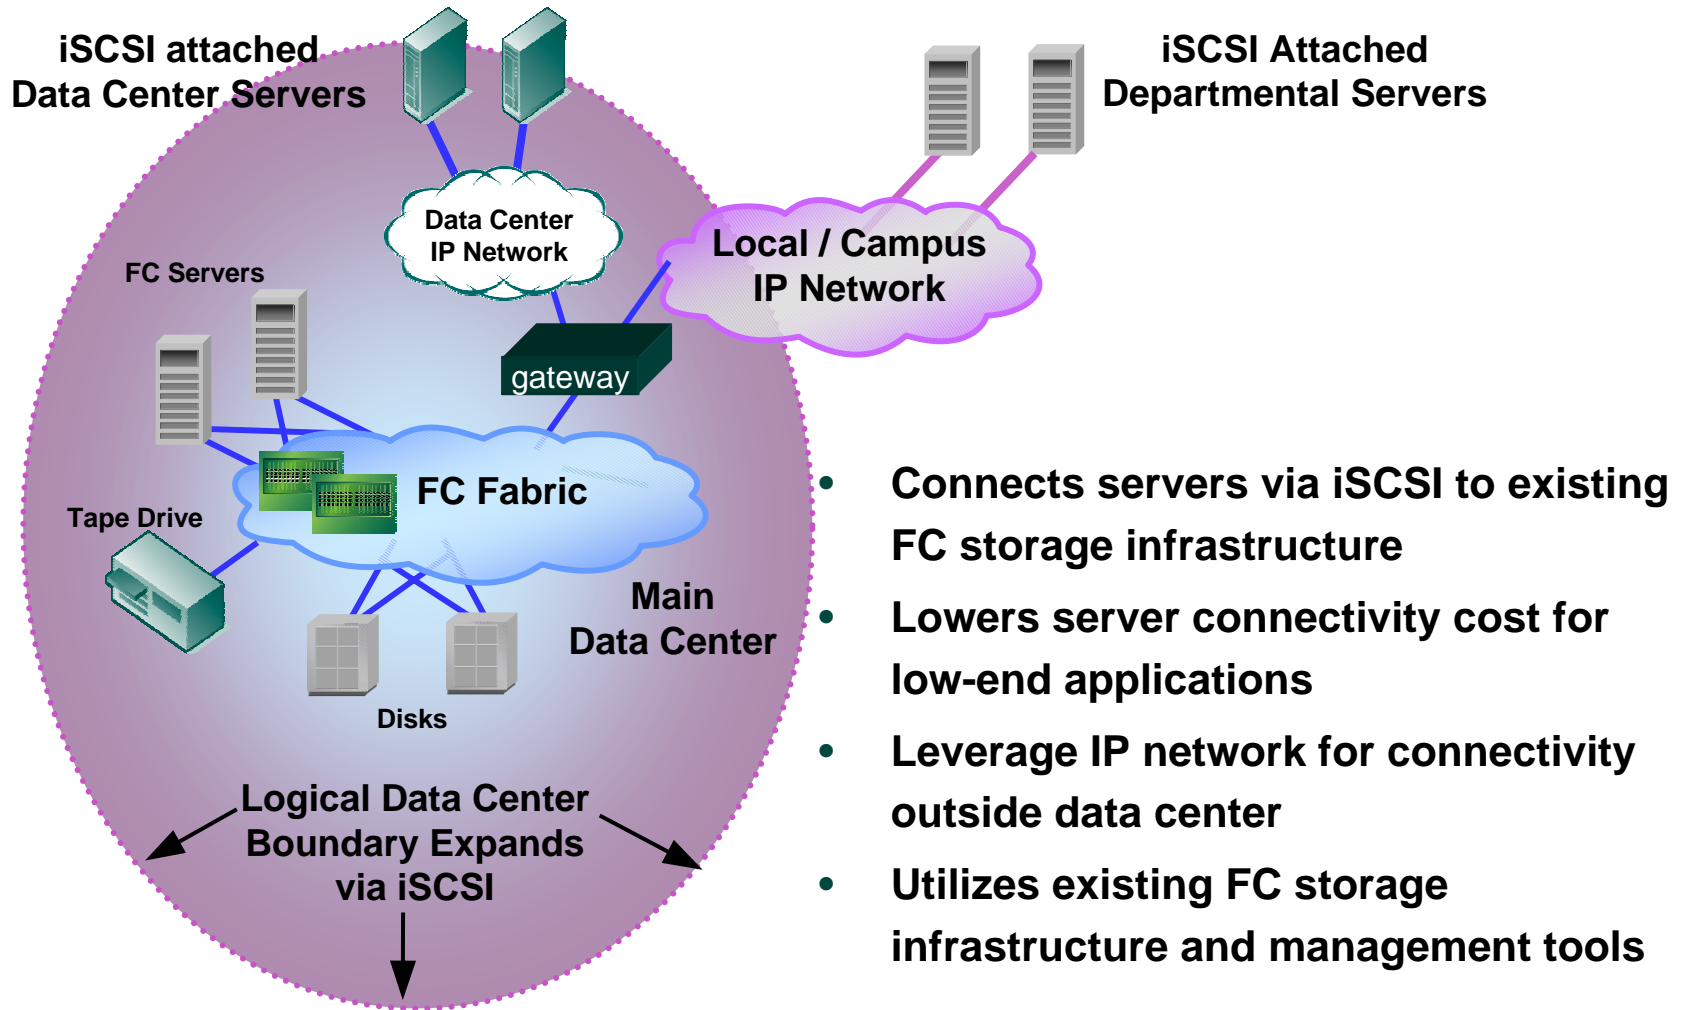 iSCSI attached
Data Center Servers
iSCSI Attached
Departmental Servers
Data Center
IP Network
Local / Campus
IP Network
FC Servers
gateway
FC Fabric
Tape Drive
Main
Data Center
Disks
Logical Data Center
Boundary Expands
via iSCSI
• Connects servers via iSCSI to existing
FC storage infrastructure
• Lowers server connectivity cost for
low-end applications
• Leverage IP network for connectivity
outside data center
• Utilizes existing FC storage
infrastructure and management tools